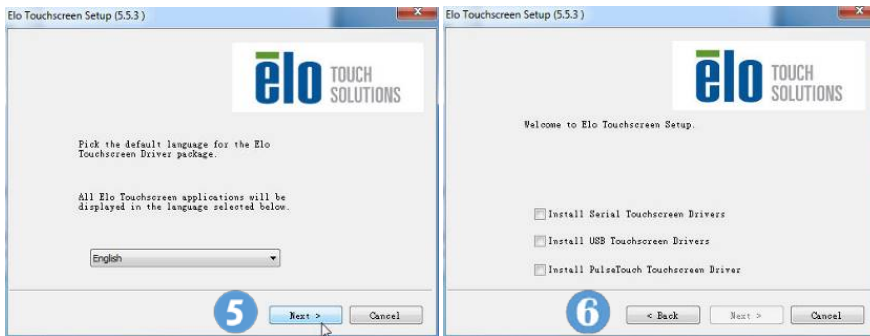 Elo Touchscreen Setup (5.5.3 )
elo TOUCH
SOLUTIONS
Pick the default language for the Elo
Touchscreen Driver package.
All Elo Touchscreen applications will be
displayed in the language selected below.
English
5
Next >
Cancel
Elo Touchscreen Setup (5.5.3 )
elo TOUCH
SOLUTIONS
Welcome to Elo Touchscreen Setup.
Install Serial Touchscreen Drivers
Install USB Touchscreen Drivers
Install PulseTouch Touchscreen Driver
6
< Back
Next >
Cancel